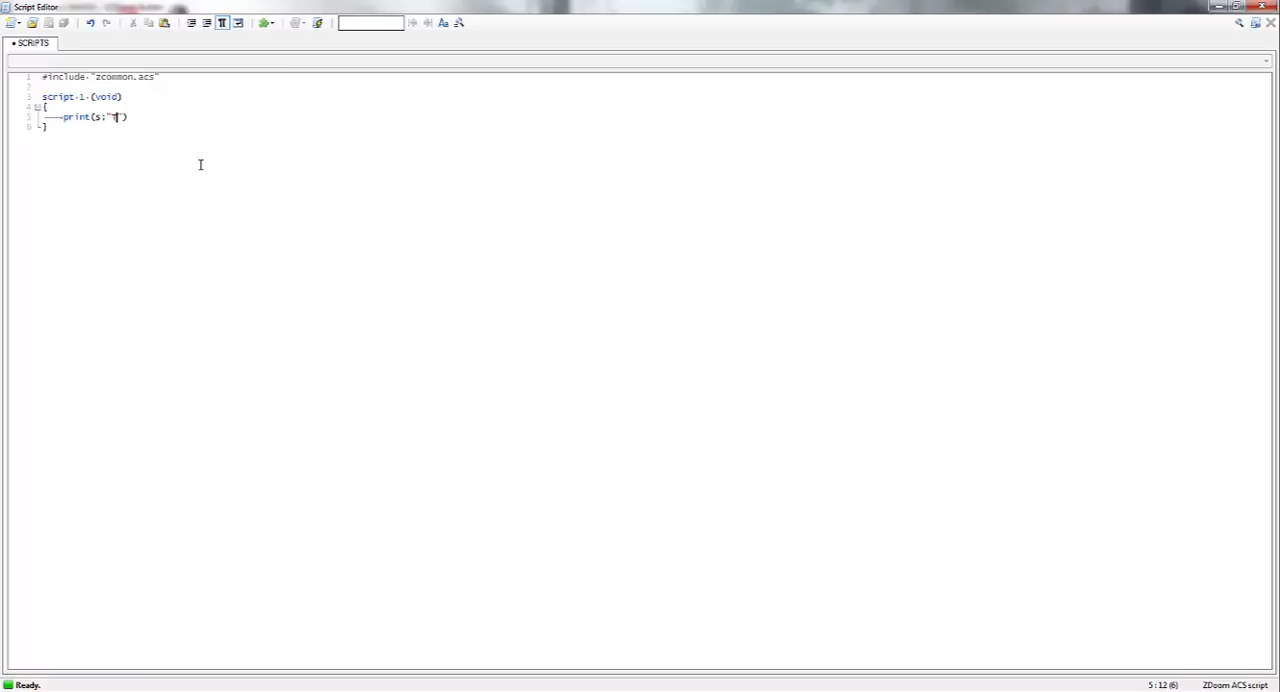 Script Editor
SCRIPTS
1 #include "zcommon.acs"
2
3 script 1 (void)
4 {
5 print(s:"T")
6 }
Ready.
5 : 12 (6)
ZDoom ACS script